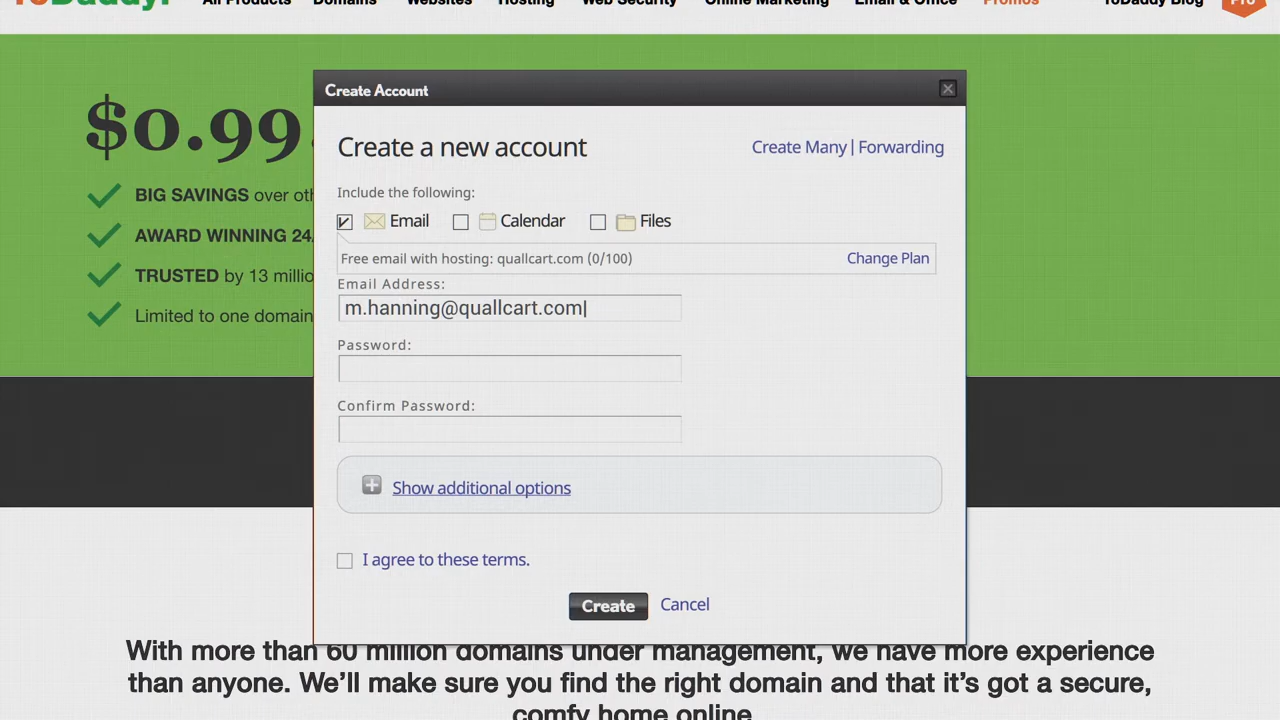 ToDaddy! All Products Domains Websites Hosting Web Security Online Marketing Email & Office Promos ToDaddy Blog Pro
Create Account
$0.99
Create a new account
Create Many | Forwarding
BIG SAVINGS over oth
AWARD WINNING 24/
TRUSTED by 13 millio
Limited to one domain
Include the following:
Email Calendar Files
Free email with hosting: quallcart.com (0/100) Change Plan
Email Address:
m.hanning@quallcart.com
Password:
Confirm Password:
Show additional options
I agree to these terms.
Create Cancel
With more than 60 million domains under management, we have more experience
than anyone. We'll make sure you find the right domain and that it's got a secure,
comfy home online